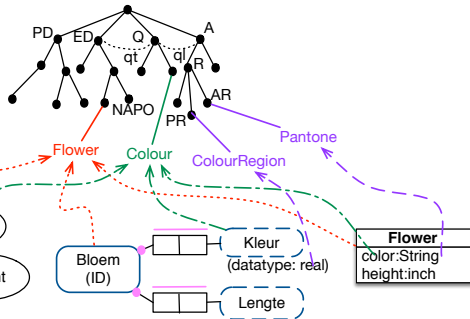 PD
ED
Q
A
qt
ql
R
AR
NAPO
PR
Flower
Colour
ColourRegion
Pantone
Bloem
(ID)
Kleur
(datatype: real)
Lengte
Flower
color:String
height:inch